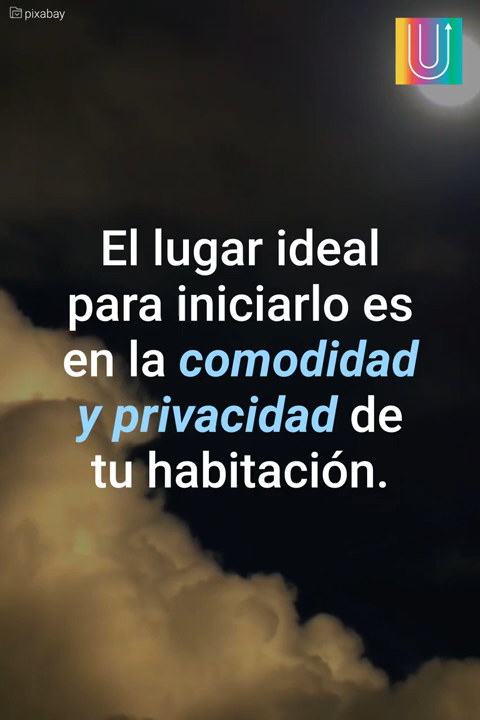 pixabay
El lugar ideal
para iniciarlo es
en la comodidad
y privacidad de
tu habitación.